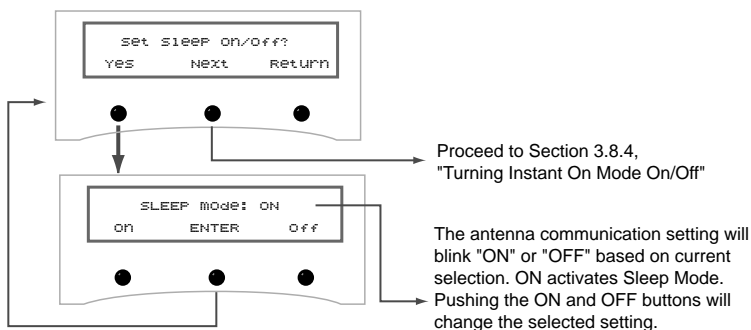 Set Sleep On/Off?
Yes Next Return
Proceed to Section 3.8.4,
"Turning Instant On Mode On/Off"
SLEEP Mode: ON
On ENTER Off
The antenna communication setting will
blink "ON" or "OFF" based on current
selection. ON activates Sleep Mode.
Pushing the ON and OFF buttons will
change the selected setting.